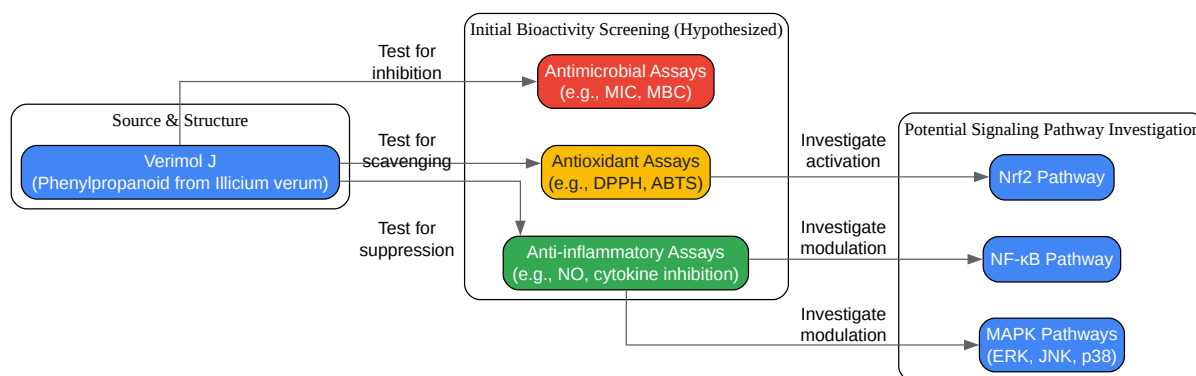 Initial Bioactivity Screening (Hypothesized)
Test for
inhibition
Antimicrobial Assays
(e.g., MIC, MBC)
Source & Structure
Verimol J
(Phenylpropanoid from Illicium verum)
Test for
scavenging
Antioxidant Assays
(e.g., DPPH, ABTS)
Test for
suppression
Anti-inflammatory Assays
(e.g., NO, cytokine inhibition)
Potential Signaling Pathway Investigation
Investigate
activation
Nrf2 Pathway
Investigate
modulation
NF-κB Pathway
Investigate
modulation
MAPK Pathways
(ERK, JNK, p38)